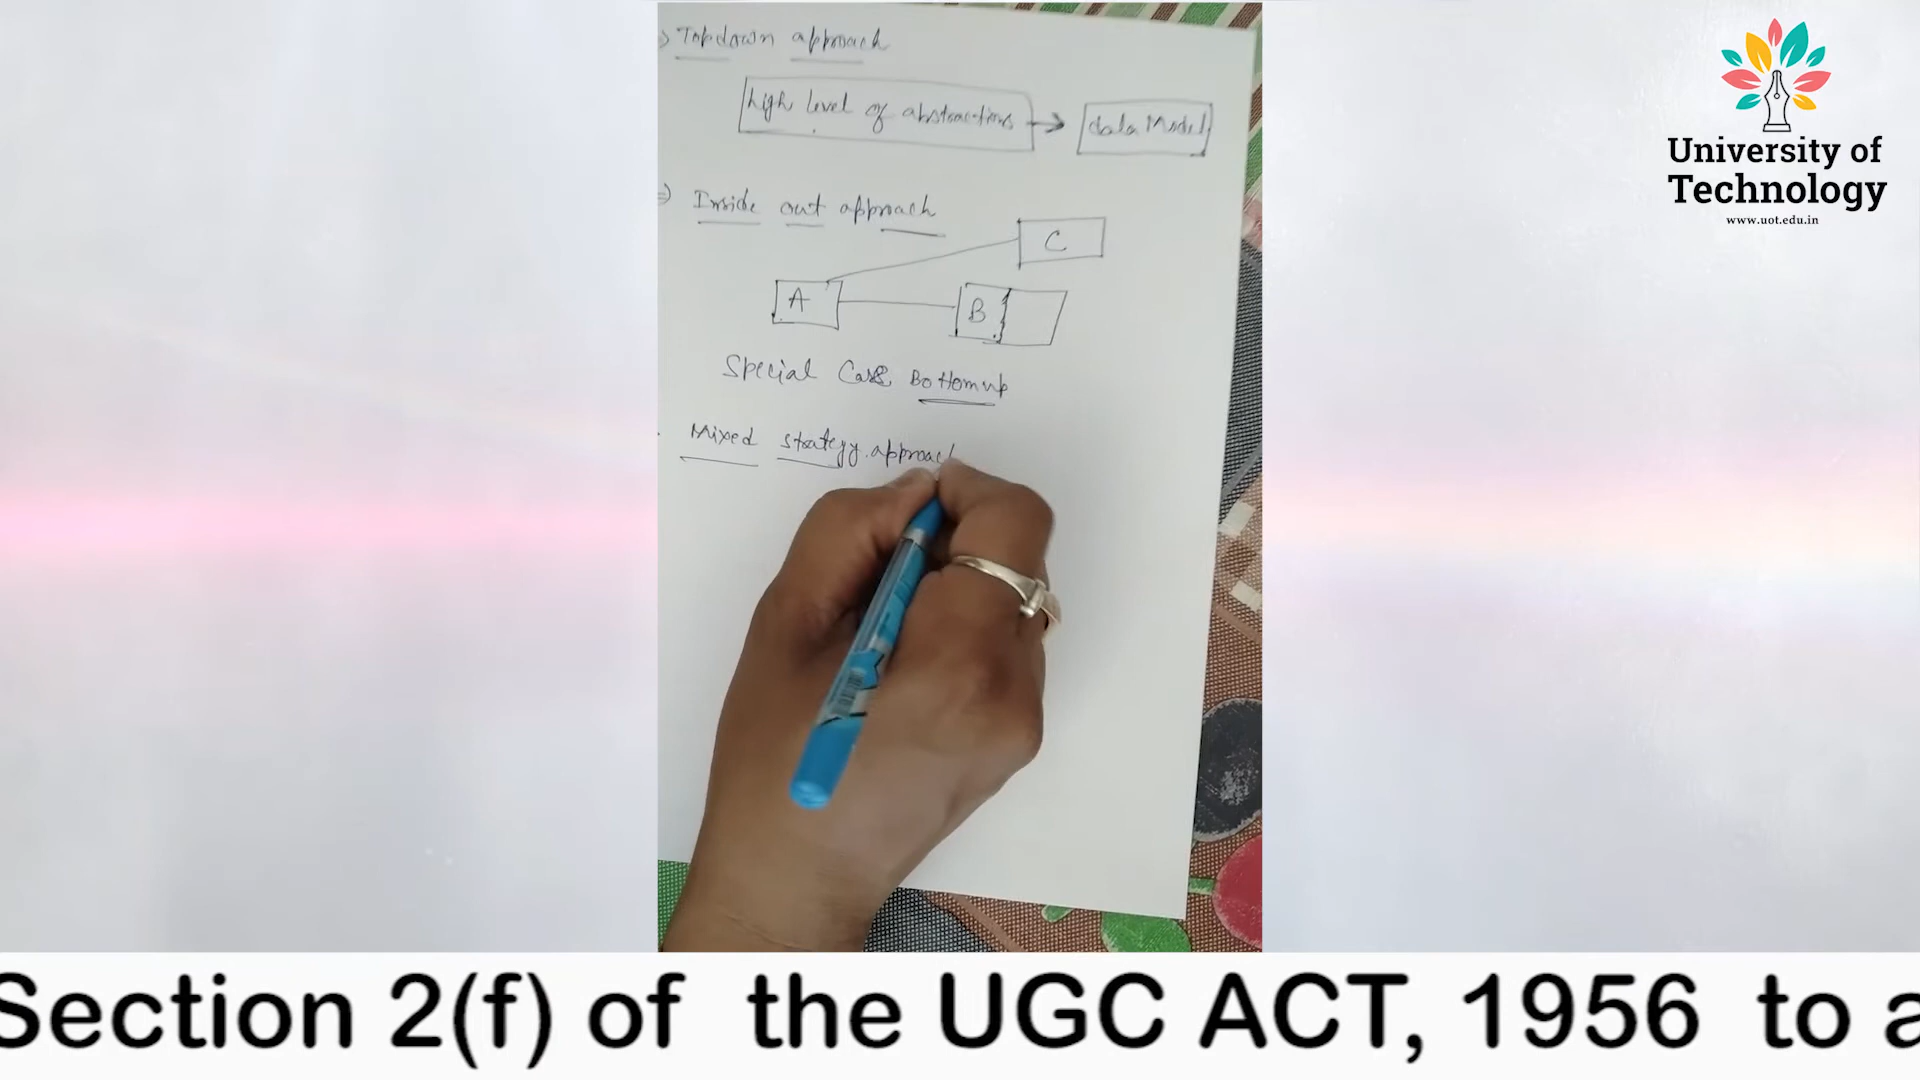 Topdown approach
high level of abstractions → data Model
⇒ Inside out approach
C
A
B
Special Case Bottomup
Mixed strategy approach
University of
Technology
www.uot.edu.in
Section 2(f) of the UGC ACT, 1956 to a